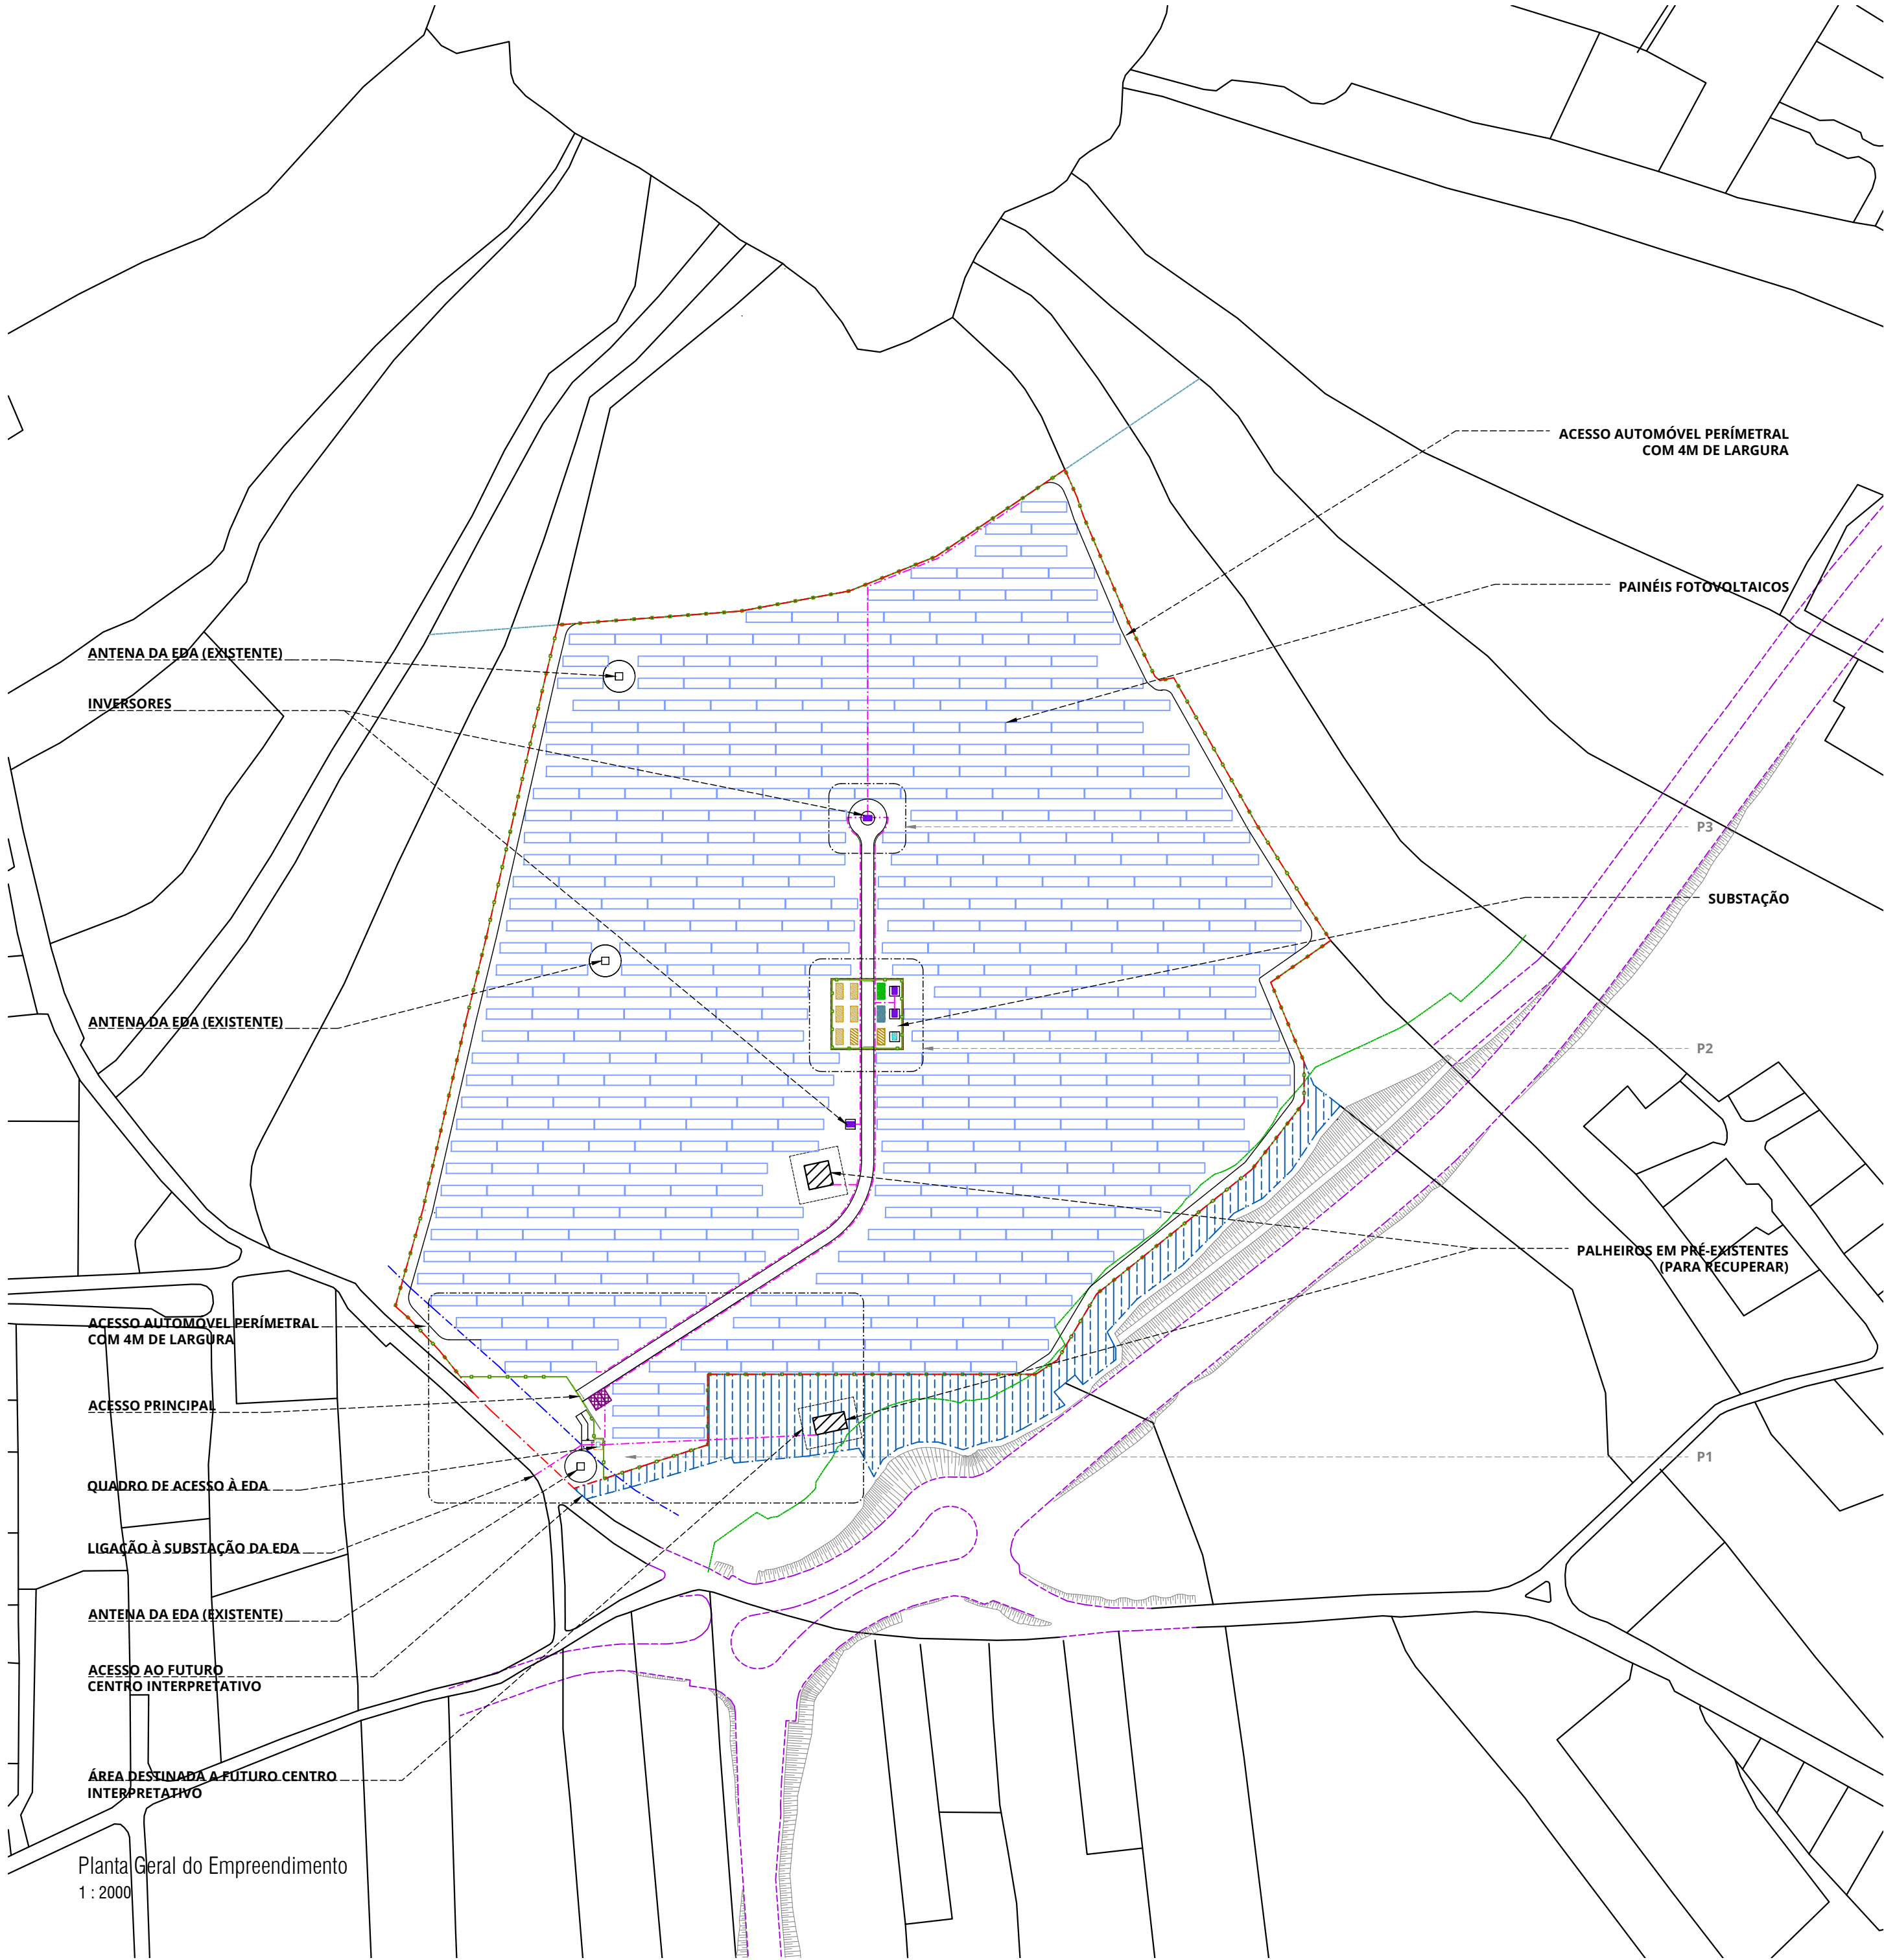 ACESSO AUTOMÓVEL PERÍMETRAL
COM 4M DE LARGURA
PAINÉIS FOTOVOLTAICOS
ANTENA DA EDA (EXISTENTE)
INVERSORES
P3
SUBSTAÇÃO
ANTENA DA EDA (EXISTENTE)
P2
PALHEIROS EM PRÉ-EXISTENTES
(PARA RECUPERAR)
ACESSO AUTOMÓVEL PERÍMETRAL
COM 4M DE LARGURA
ACESSO PRINCIPAL
P1
QUADRO DE ACESSO À EDA
LIGAÇÃO À SUBSTAÇÃO DA EDA
ANTENA DA EDA (EXISTENTE)
ACESSO AO FUTURO
CENTRO INTERPRETATIVO
ÁREA DESTINADA A FUTURO CENTRO
INTERPRETATIVO
Planta Geral do Empreendimento
1 : 2000